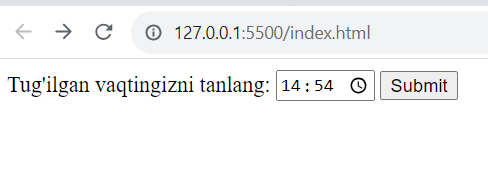 127.0.0.1:5500/index.html
Tug'ilgan vaqtingizni tanlang: 14:54 Submit